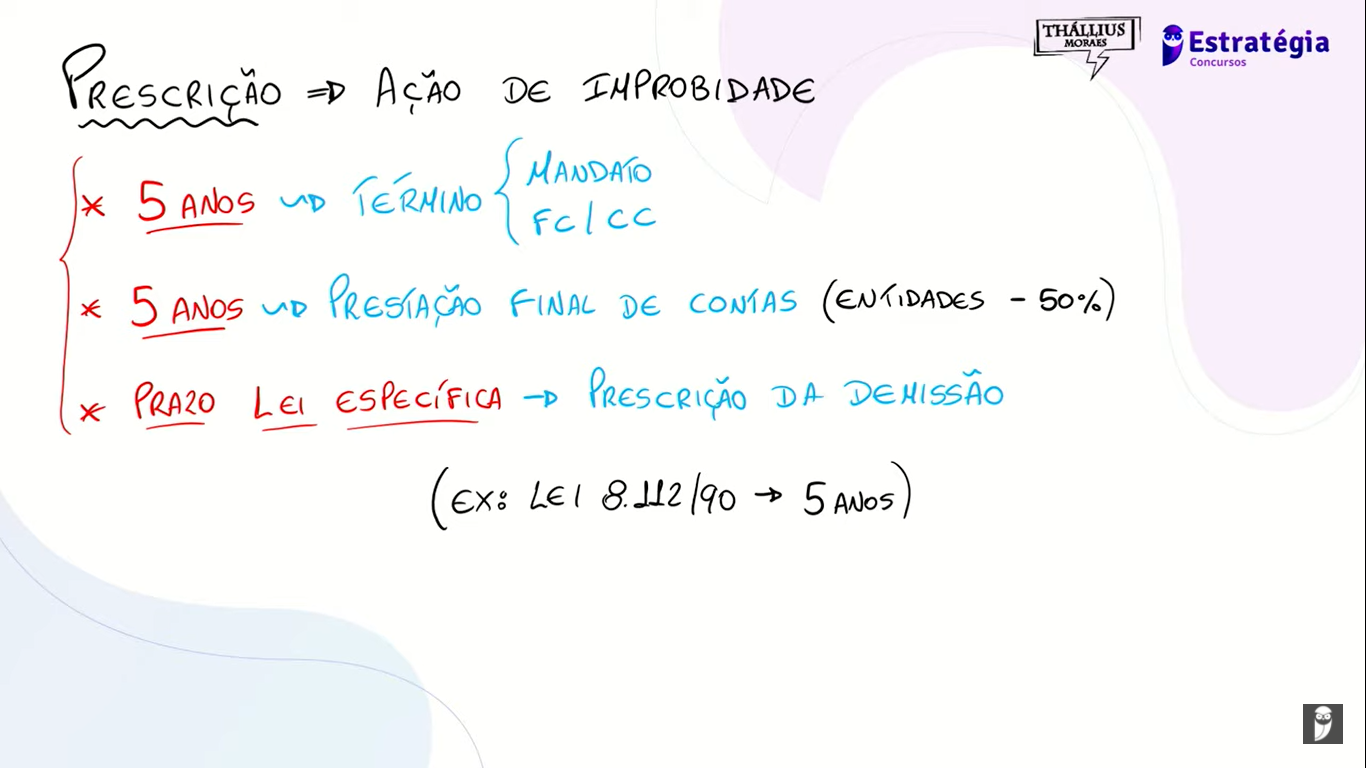 THÁLLIUS
MORAES
Estratégia
Concursos
PRESCRIÇÃO ⇒ AÇÃO DE IMPROBIDADE
* 5 ANOS → TÉRMINO { MANDATO
FC / CC
* 5 ANOS → PRESTAÇÃO FINAL DE CONTAS (ENTIDADES - 50%)
* PRAZO LEI ESPECÍFICA → PRESCRIÇÃO DA DEMISSÃO
(EX: LEI 8.112/90 → 5 ANOS)